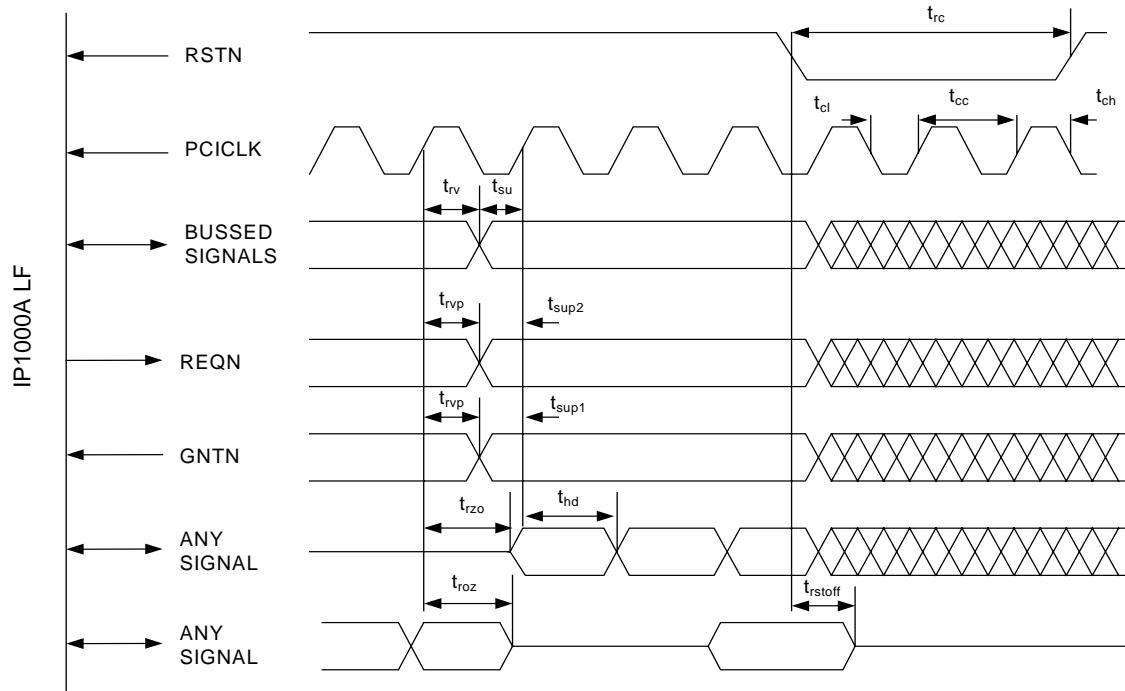 t_rc
RSTN
t_cl
t_cc
t_ch
PCICLK
t_rv
t_su
BUSSED
SIGNALS
t_rvp
t_sup2
REQN
IP1000A LF
t_rvp
t_sup1
GNTN
t_rzo
t_hd
ANY
SIGNAL
t_roz
t_rstoff
ANY
SIGNAL